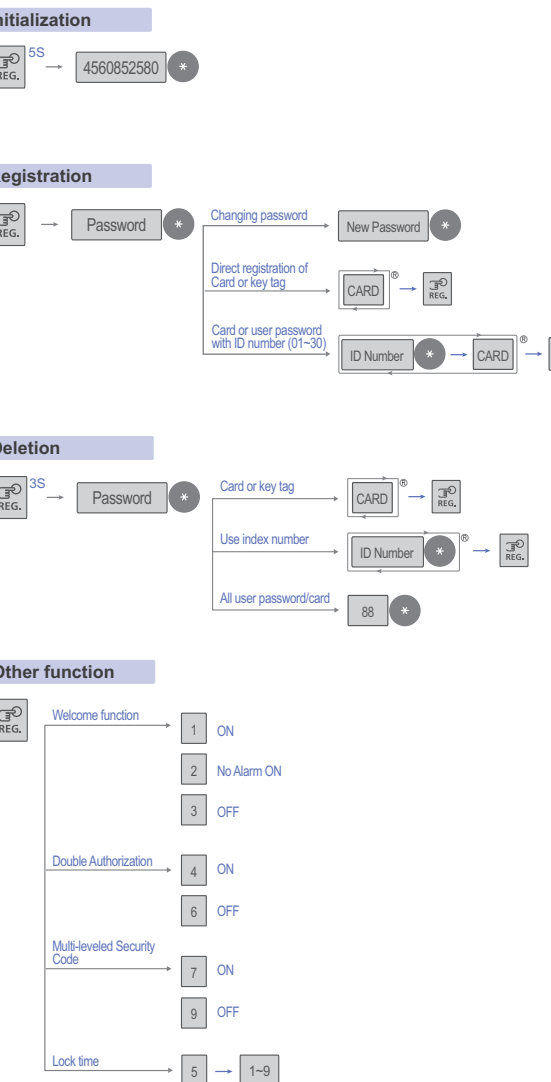 nitialization
REG.
5S
4560852580 *
egistration
REG.
Password *
Changing password
New Password *
Direct registration of
Card or key tag
CARD ®
REG.
Card or user password
with ID number (01~30)
ID Number * CARD ®
Deletion
REG.
3S
Password *
Card or key tag
CARD ®
REG.
Use index number
ID Number * ®
REG.
All user password/card
88 *
Other function
REG.
Welcome function
1 ON
2 No Alarm ON
3 OFF
Double Authorization
4 ON
6 OFF
Multi-leveled Security
Code
7 ON
9 OFF
Lock time
5 1~9